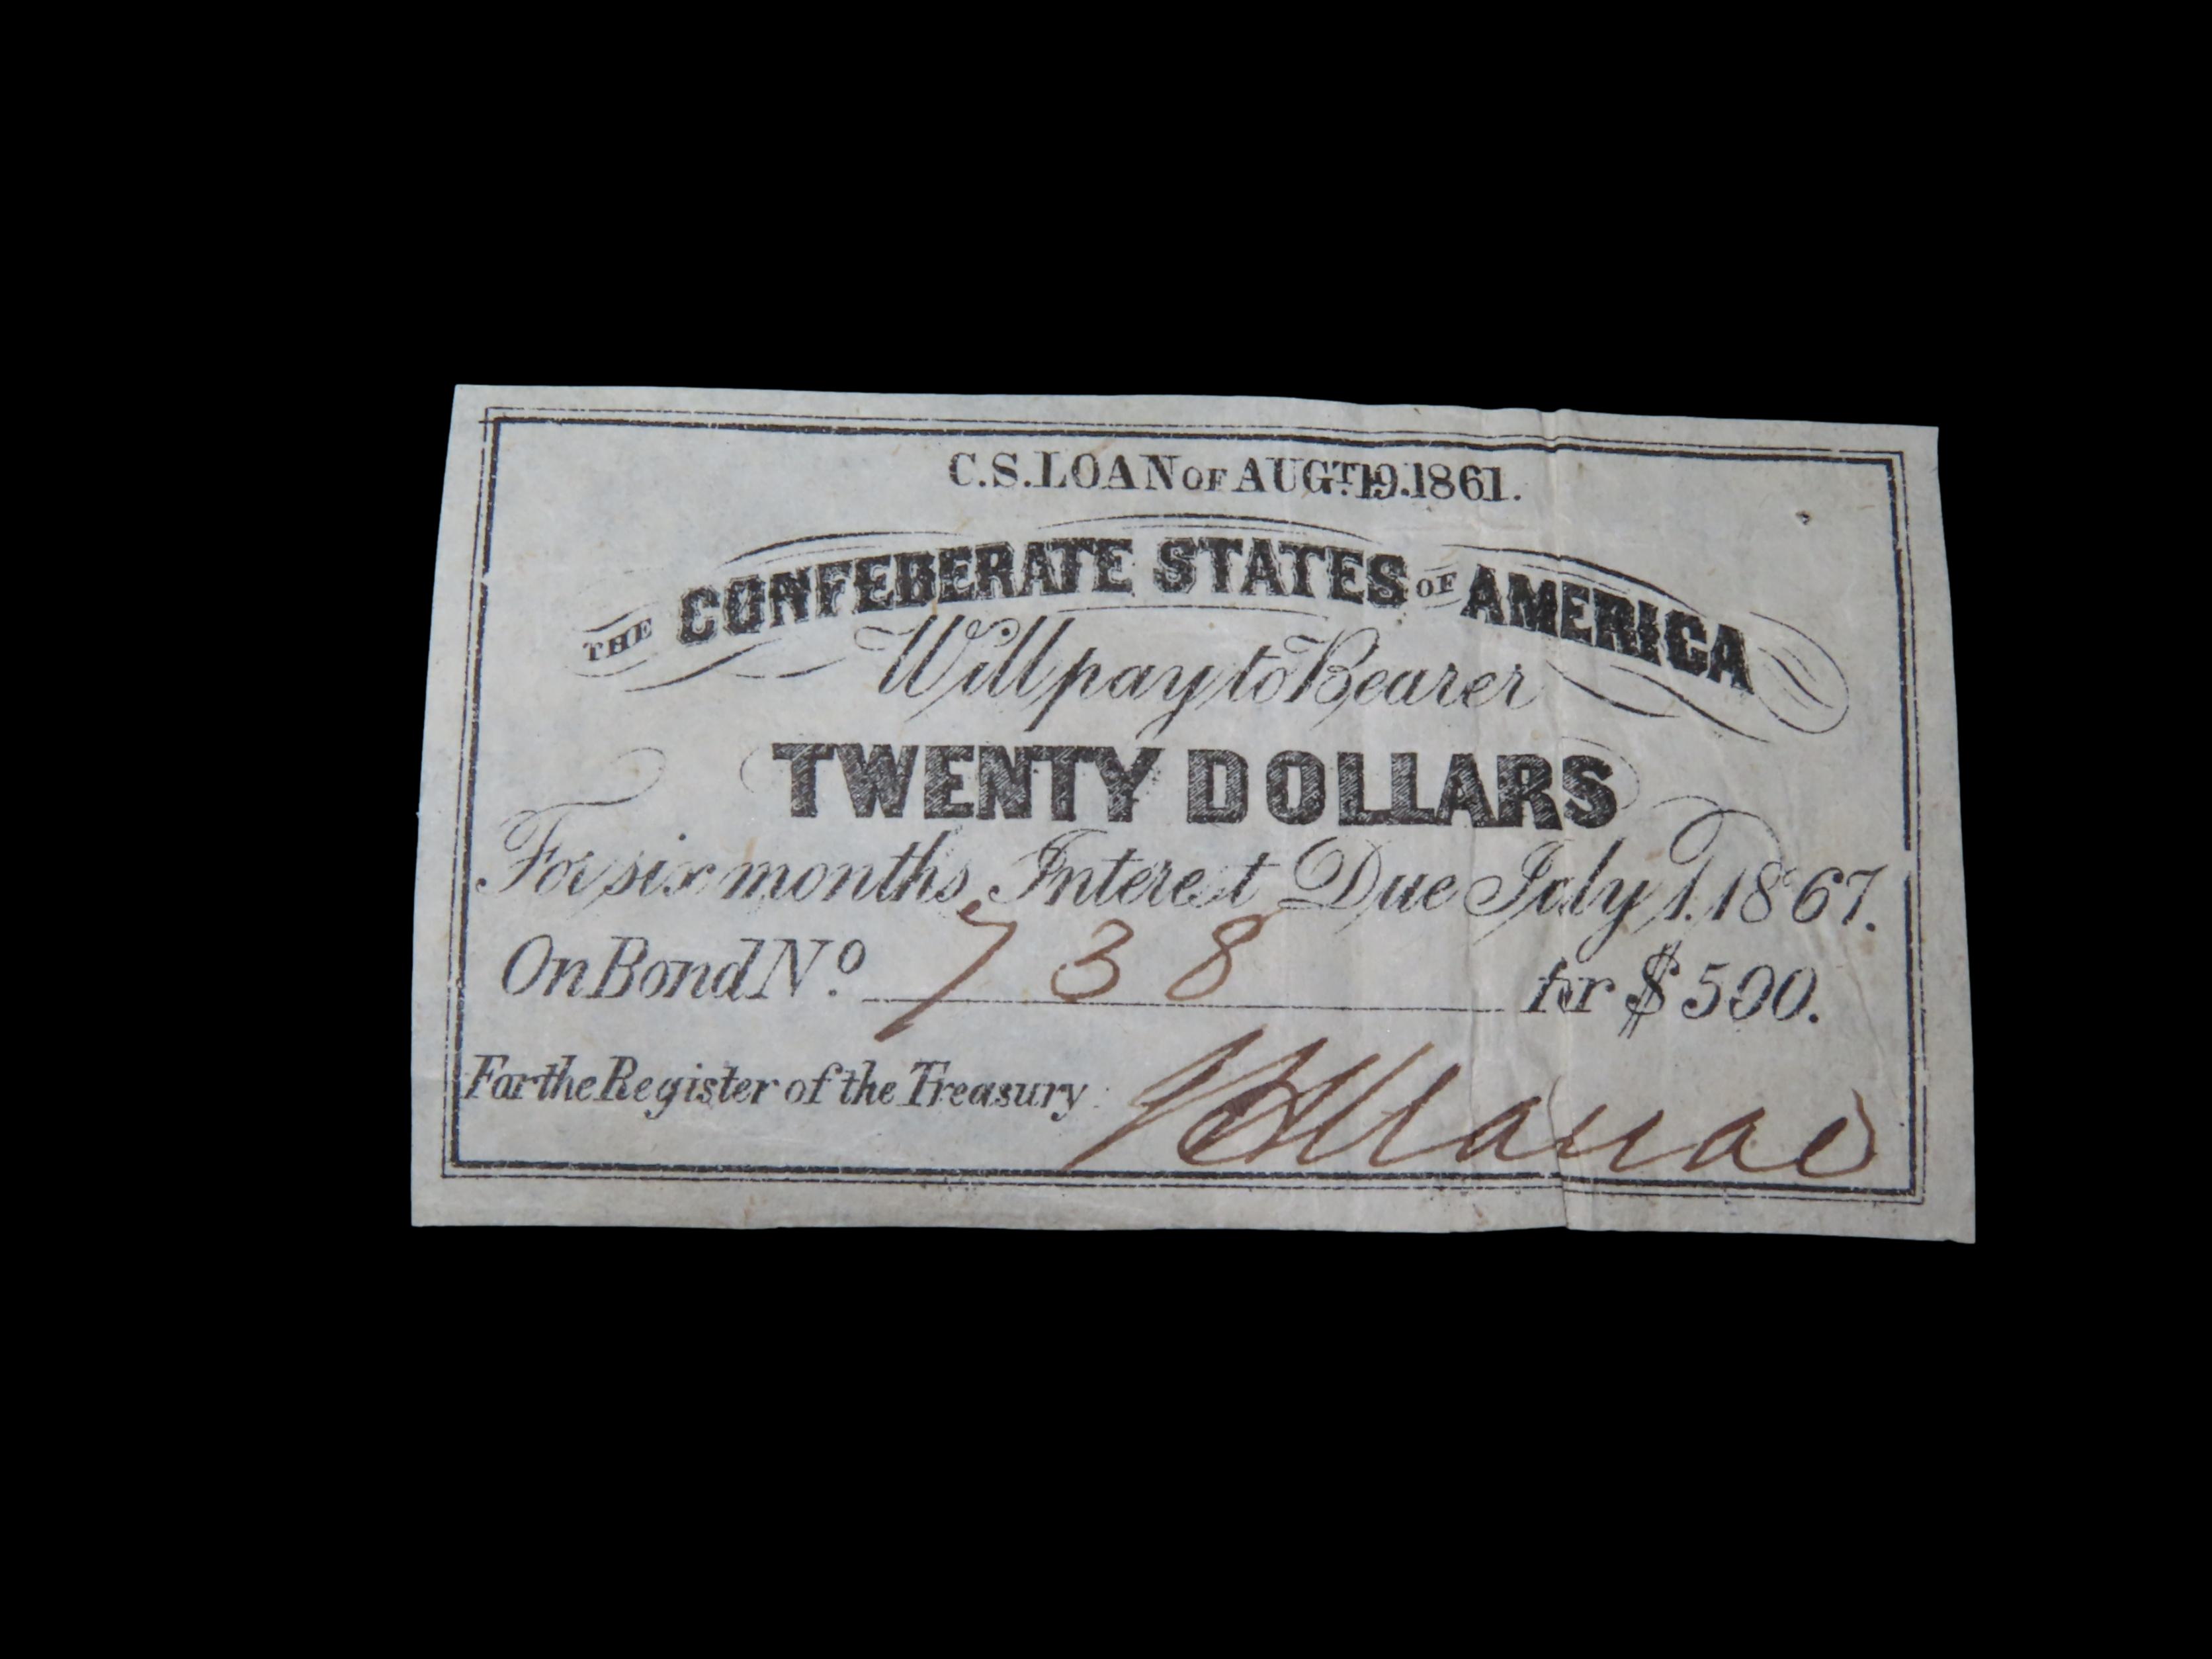 C.S. LOAN OF AUGT. 19. 1861.
THE CONFEDERATE STATES OF AMERICA
Will pay to Bearer
TWENTY DOLLARS
For six months Interest Due July 1. 1867.
On Bond No. 738 for $500.
For the Register of the Treasury